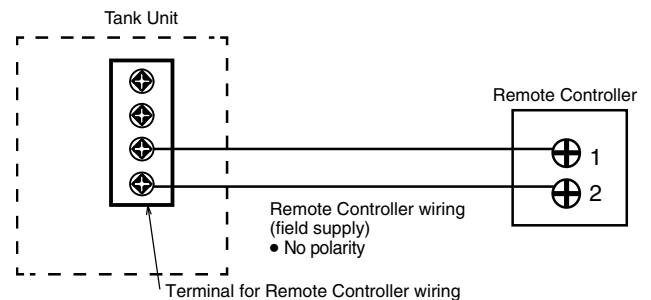 Tank Unit
Remote Controller
1
2
Remote Controller wiring
(field supply)
● No polarity
Terminal for Remote Controller wiring